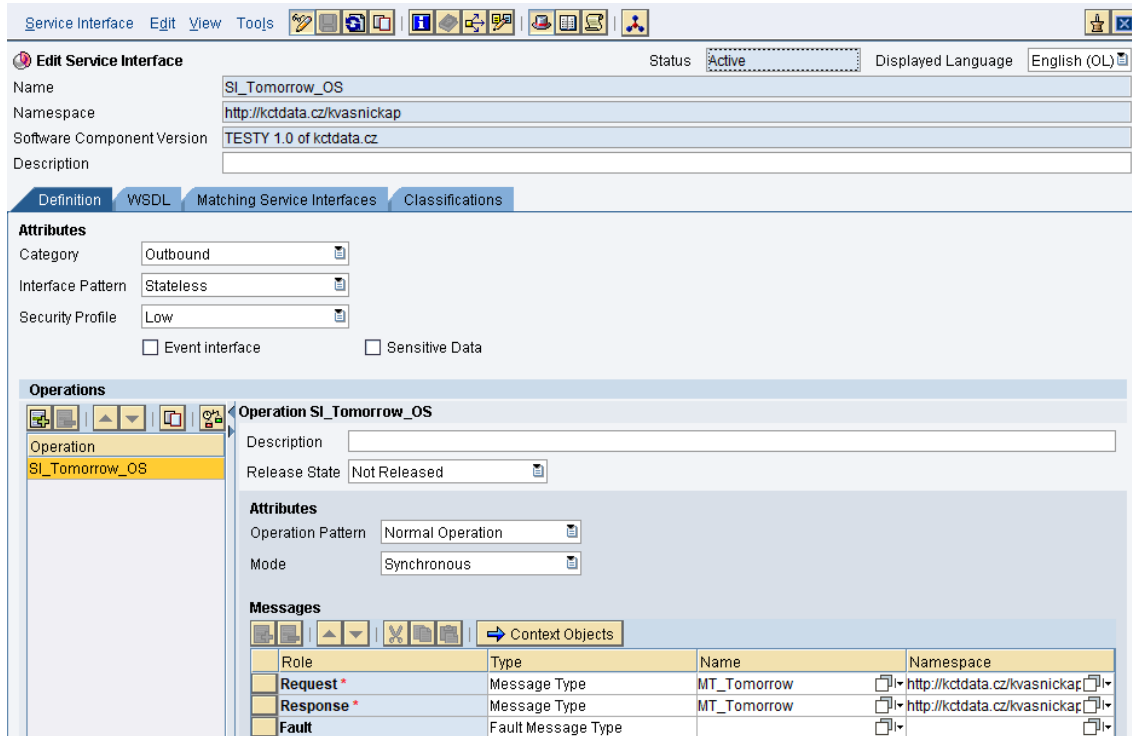 Service Interface Edit View Tools
Edit Service Interface Status Active Displayed Language English (OL)
Name SI_Tomorrow_OS
Namespace http://kctdata.cz/kvasnickap
Software Component Version TESTY 1.0 of kctdata.cz
Description
Definition WSDL Matching Service Interfaces Classifications
Attributes
Category Outbound
Interface Pattern Stateless
Security Profile Low
Event interface Sensitive Data
Operations
Operation SI_Tomorrow_OS
Operation
SI_Tomorrow_OS
Description
Release State Not Released
Attributes
Operation Pattern Normal Operation
Mode Synchronous
Messages
Context Objects
Role Type Name Namespace
Request * Message Type MT_Tomorrow http://kctdata.cz/kvasnickap
Response * Message Type MT_Tomorrow http://kctdata.cz/kvasnickap
Fault Fault Message Type